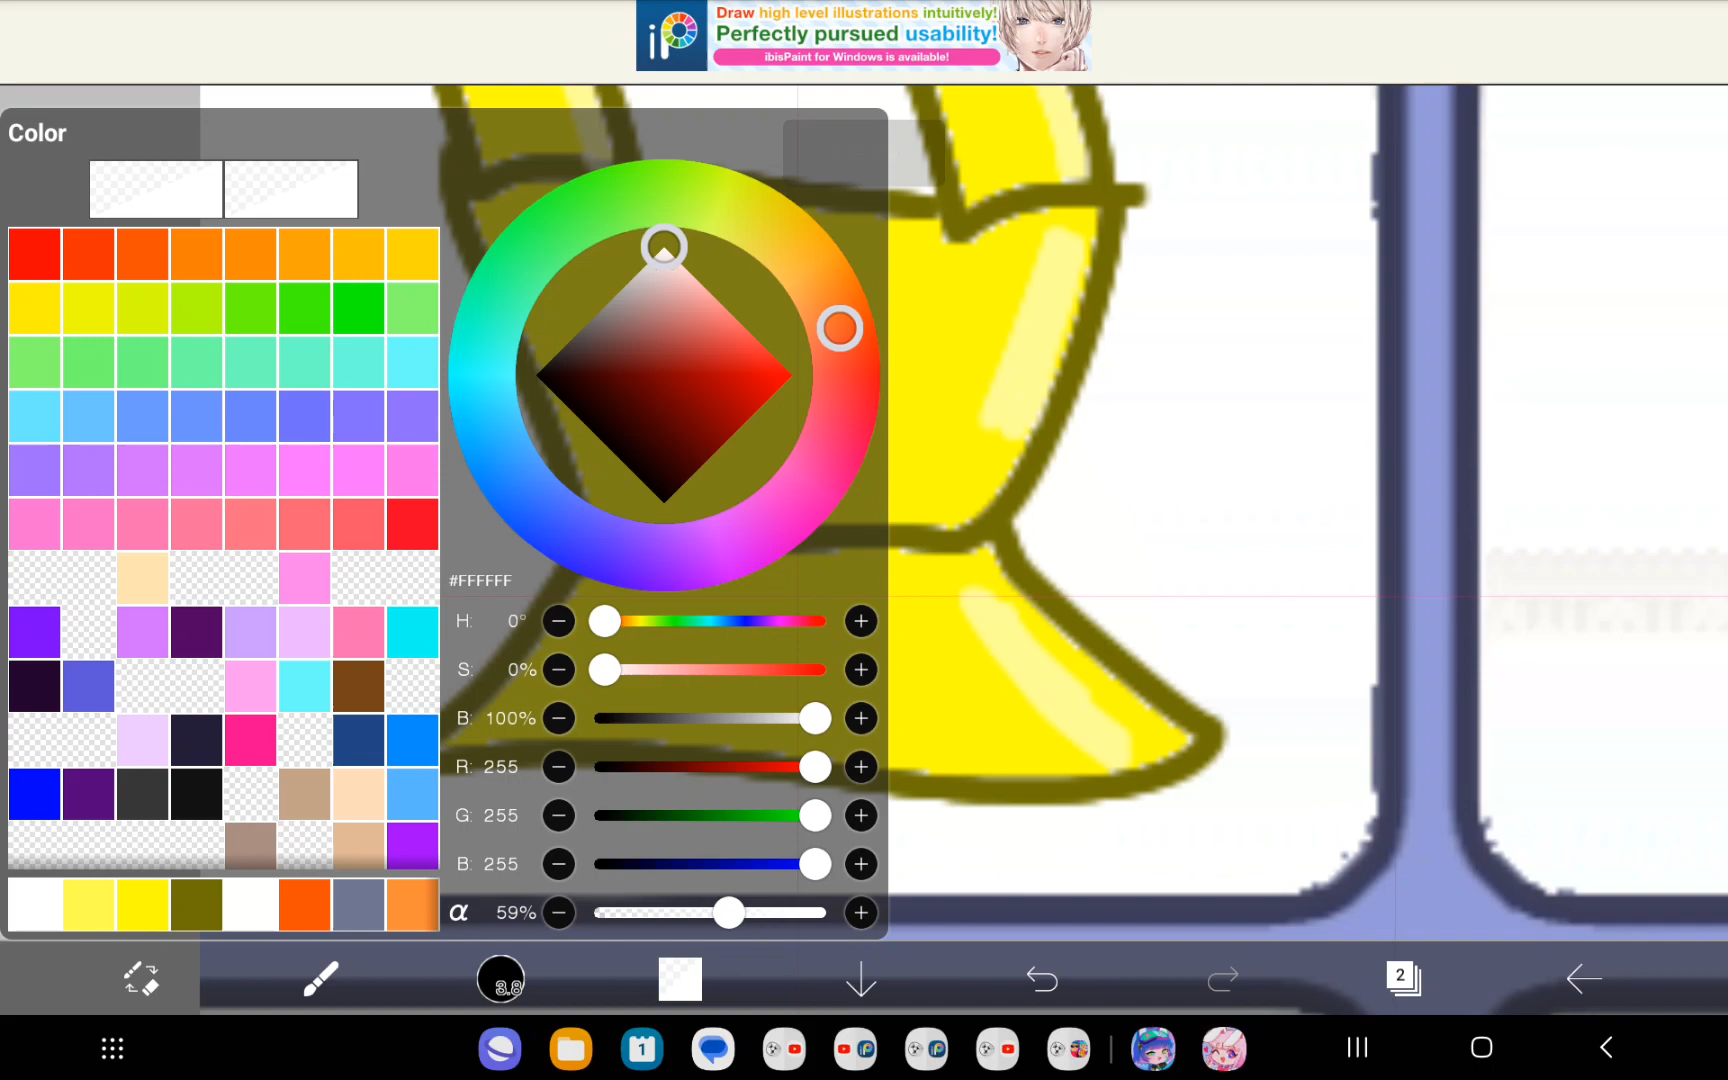 iP
Draw high level illustrations intuitively!
Perfectly pursued usability!
ibisPaint for Windows is available!
Color
#FFFFFF
H: 0°
S: 0%
B: 100%
R: 255
G: 255
B: 255
α 59%
3.8
2
1